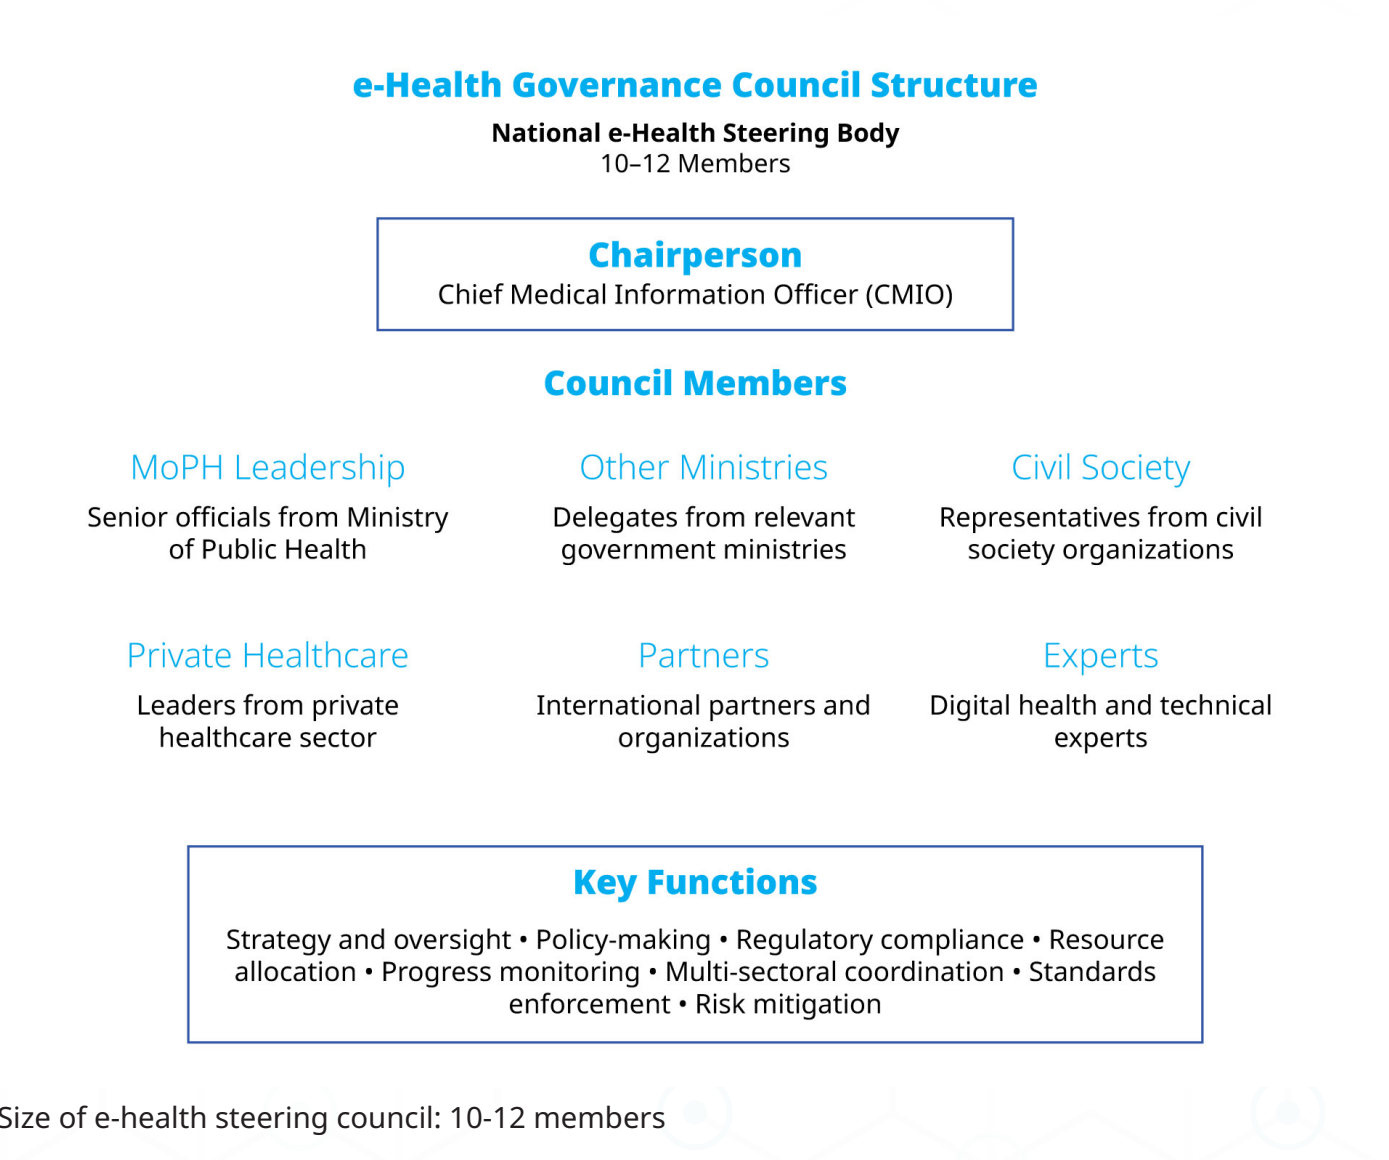 e-Health Governance Council Structure
National e-Health Steering Body
10–12 Members
Chairperson
Chief Medical Information Officer (CMIO)
Council Members
MoPH Leadership
Senior officials from Ministry
of Public Health
Other Ministries
Delegates from relevant
government ministries
Civil Society
Representatives from civil
society organizations
Private Healthcare
Leaders from private
healthcare sector
Partners
International partners and
organizations
Experts
Digital health and technical
experts
Key Functions
Strategy and oversight • Policy-making • Regulatory compliance • Resource
allocation • Progress monitoring • Multi-sectoral coordination • Standards
enforcement • Risk mitigation
Size of e-health steering council: 10-12 members